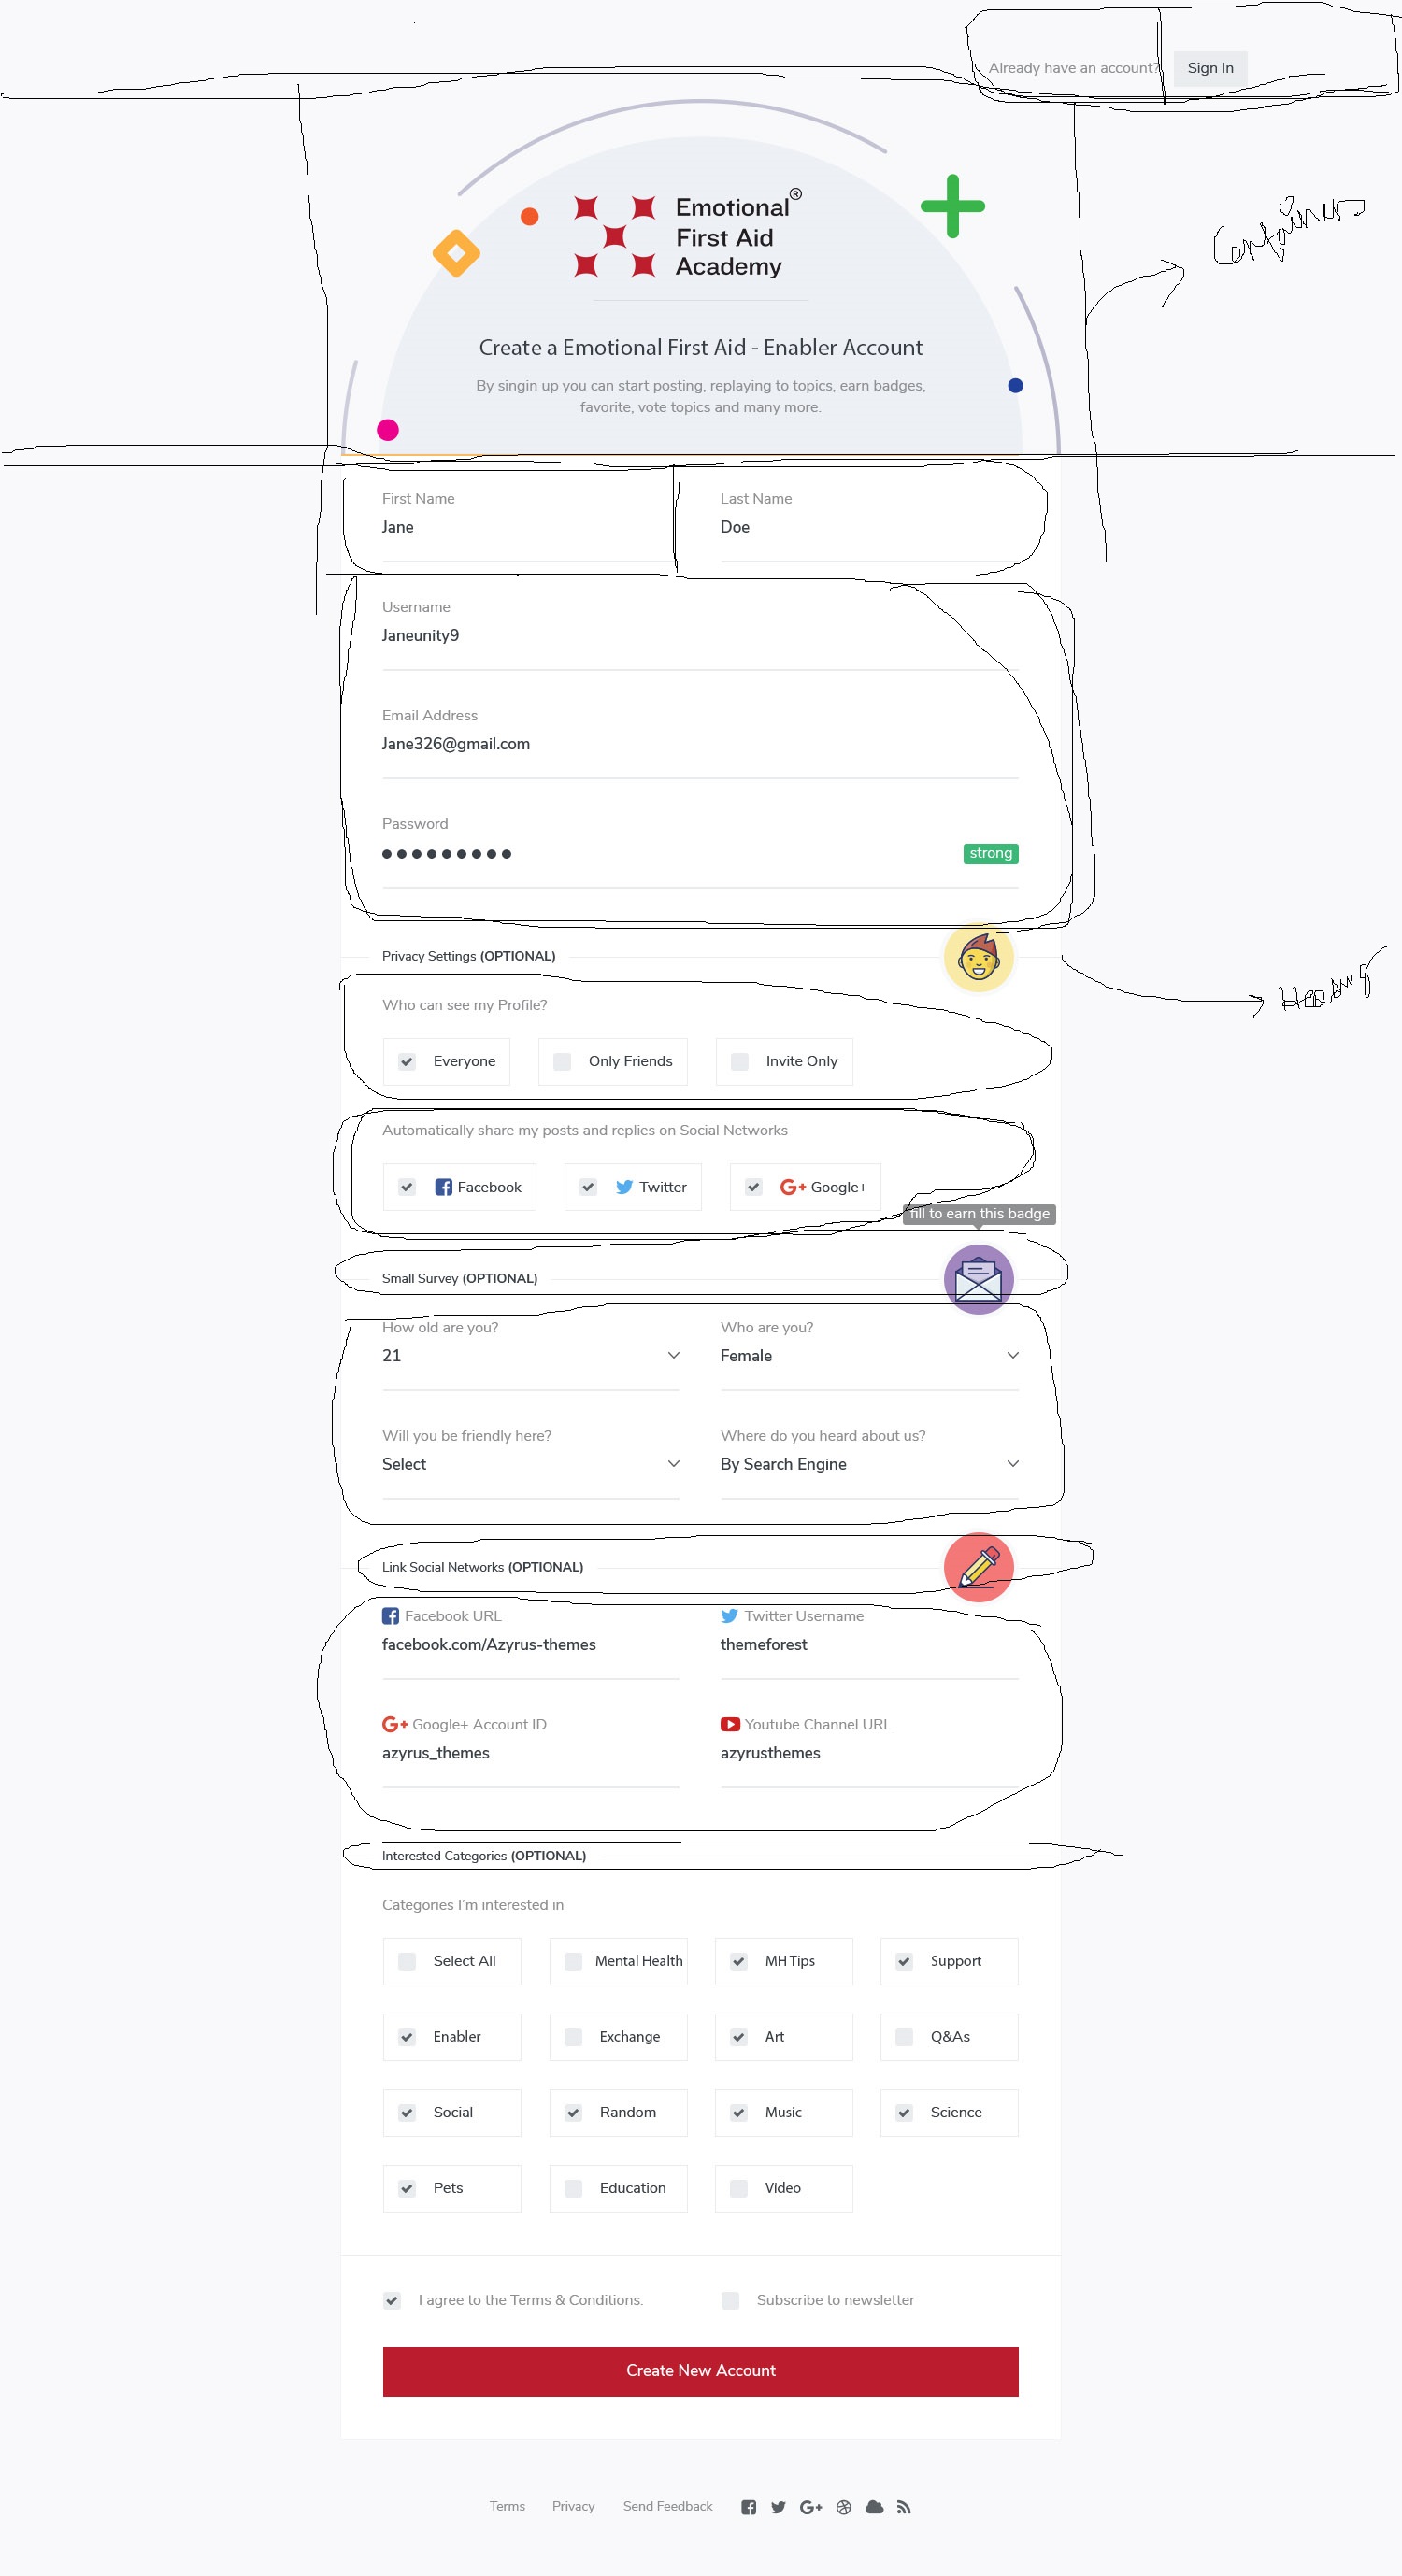 Already have an account? Sign In
Emotional®
First Aid
Academy
Container
Create a Emotional First Aid - Enabler Account
By singin up you can start posting, replaying to topics, earn badges,
favorite, vote topics and many more.
First Name Last Name
Jane Doe
Username
Janeunity9
Email Address
Jane326@gmail.com
Password
strong
Privacy Settings (OPTIONAL)
Who can see my Profile?
Everyone Only Friends Invite Only
Automatically share my posts and replies on Social Networks
Facebook Twitter Google+
fill to earn this badge
Small Survey (OPTIONAL)
How old are you? Who are you?
21 Female
Will you be friendly here? Where do you heard about us?
Select By Search Engine
Link Social Networks (OPTIONAL)
Facebook URL Twitter Username
facebook.com/Azyrus-themes themeforest
Google+ Account ID Youtube Channel URL
azyrus_themes azyrusthemes
Interested Categories (OPTIONAL)
Categories I'm interested in
Select All Mental Health MH Tips Support
Enabler Exchange Art Q&As
Social Random Music Science
Pets Education Video
I agree to the Terms & Conditions. Subscribe to newsletter
Create New Account
Terms Privacy Send Feedback